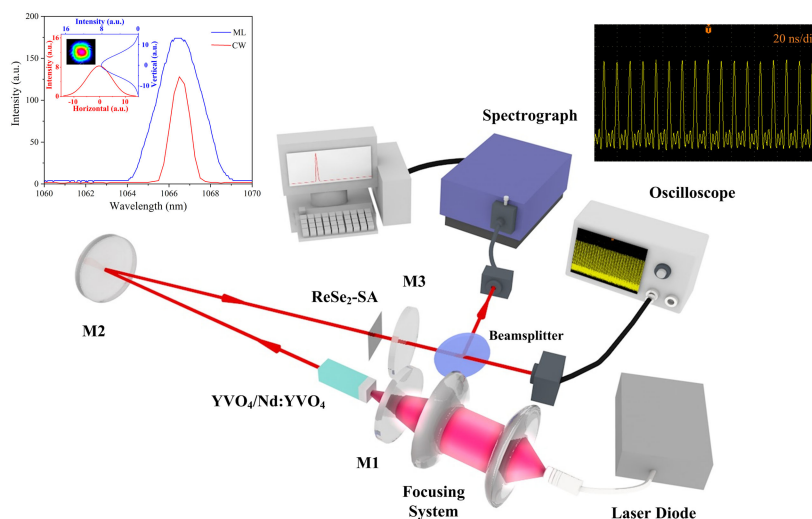 Intensity (a.u.)
16 8 0
ML
CW
Intensity (a.u.)
16
8
0
10
0
-10
Vertical (a.u.)
-10 0 10
Horizontal (a.u.)
Intensity (a.u.)
200
150
100
50
0
1060 1062 1064 1066 1068 1070
Wavelength (nm)
20 ns/di
Spectrograph
Oscilloscope
M2
ReSe₂-SA
M3
Beamsplitter
YVO₄/Nd:YVO₄
M1
Focusing
System
Laser Diode